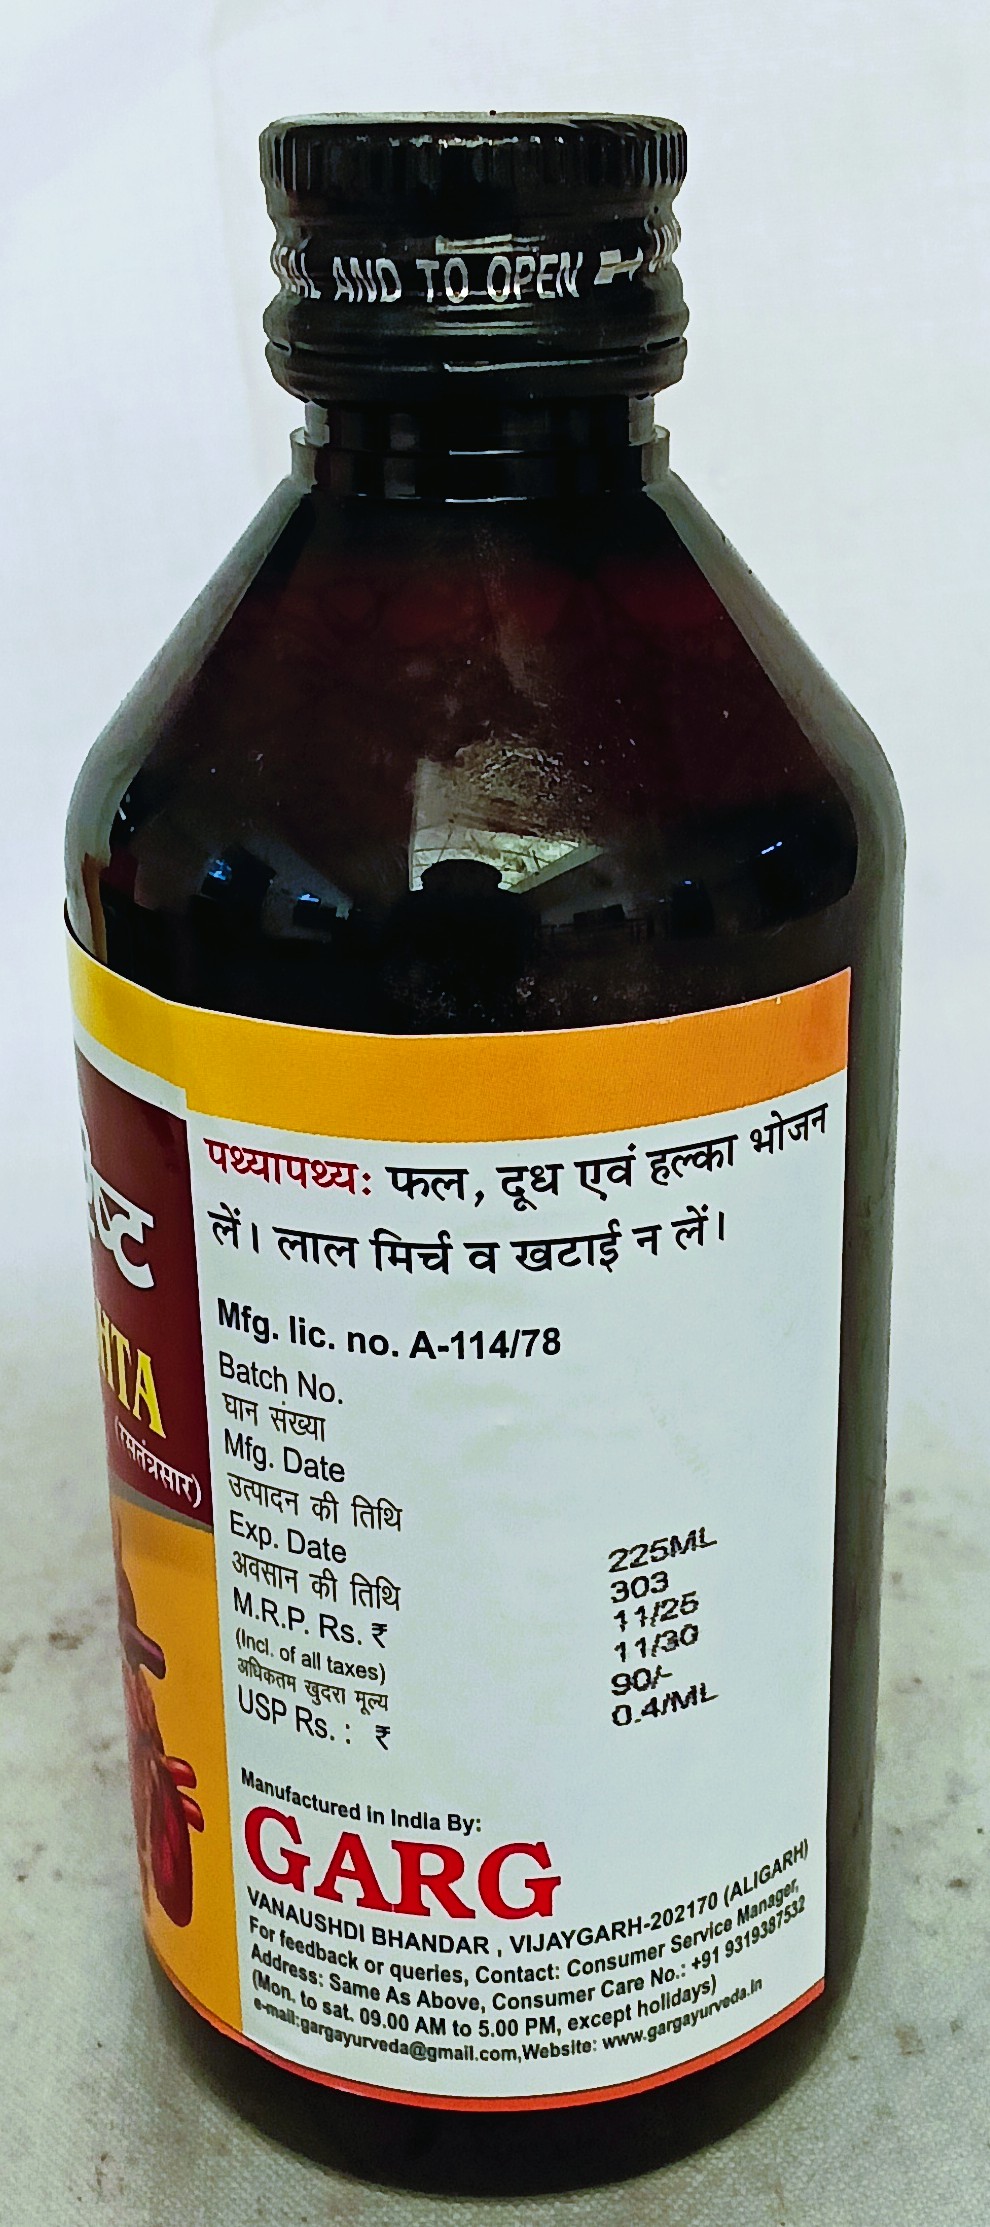 SEAL AND TO OPEN
HTA
(रसतंत्रसार)
पथ्यापथ्यः फल, दूध एवं हल्का भोजन
लें। लाल मिर्च व खटाई न लें।
Mfg. lic. no. A-114/78
Batch No.
घान संख्या
Mfg. Date
उत्पादन की तिथि
Exp. Date
अवसान की तिथि
M.R.P. Rs. ₹
(Incl. of all taxes)
अधिकतम खुदरा मूल्य
USP Rs. : ₹
225ML
303
11/25
11/30
90/-
0.4/ML
Manufactured in India By:
GARG
VANAUSHDI BHANDAR , VIJAYGARH-202170 (ALIGARH)
For feedback or queries, Contact: Consumer Service Manager,
Address: Same As Above, Consumer Care No.: +91 9319387532
(Mon. to sat. 09.00 AM to 5.00 PM, except holidays)
e-mail:gargayurveda@gmail.com,Website: www.gargayurveda.in